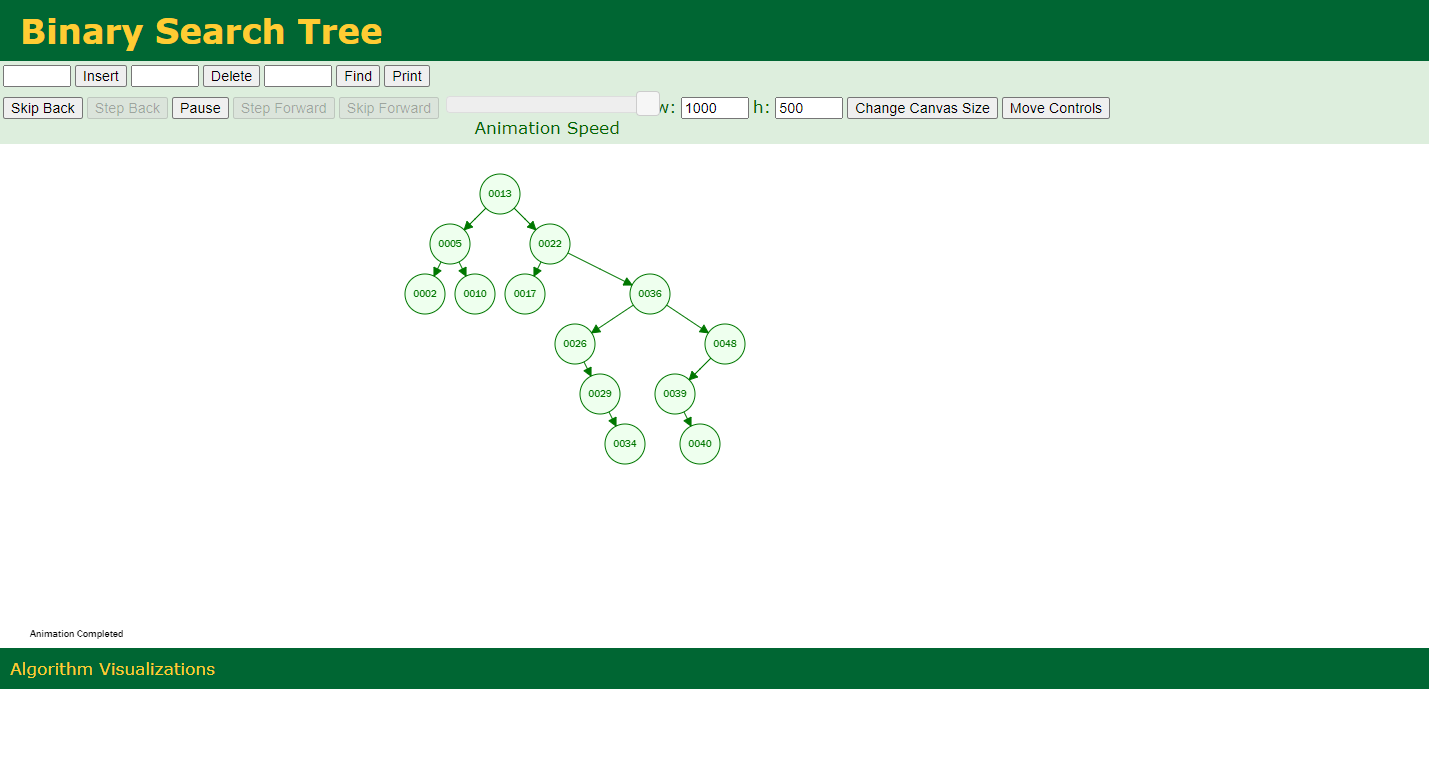 Binary Search Tree
Insert Delete Find Print
Skip Back Step Back Pause Step Forward Skip Forward w: 1000 h: 500 Change Canvas Size Move Controls
Animation Speed
0013
0005 0022
0002 0010 0017 0036
0026 0048
0029 0039
0034 0040
Animation Completed
Algorithm Visualizations